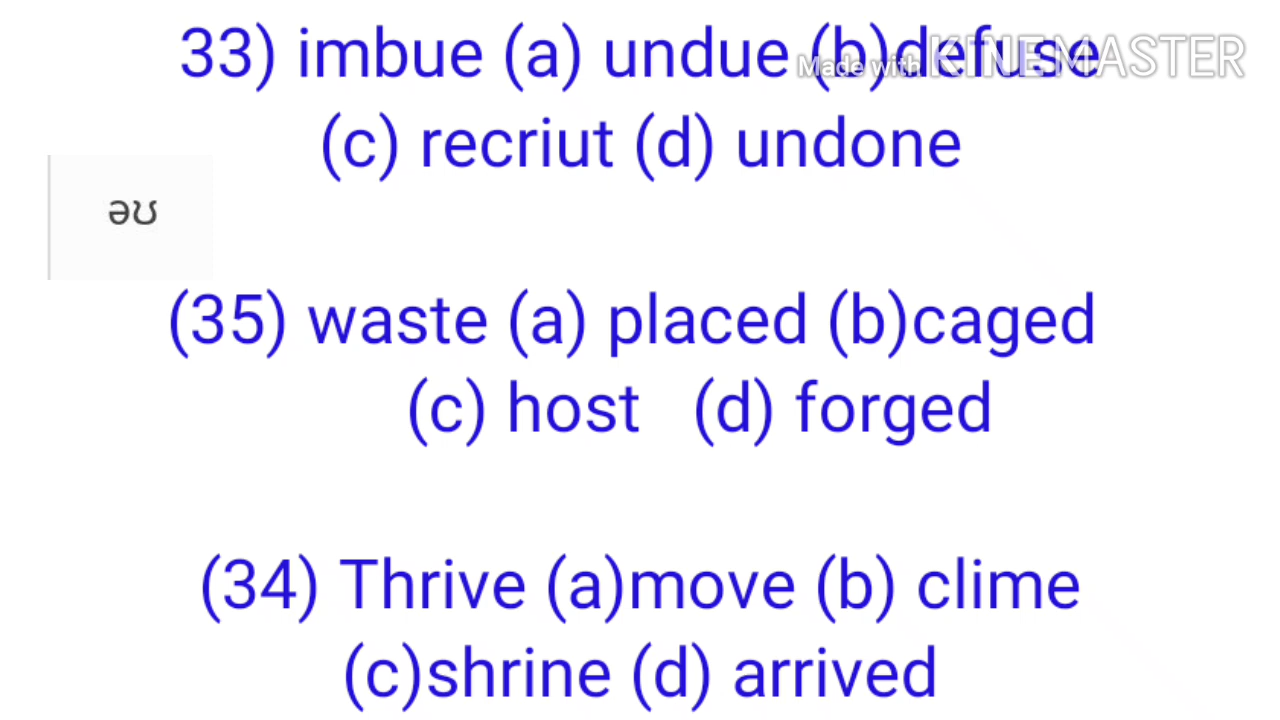 33) imbue (a) undue (b)defuse
Made with KINEMASTER
(c) recriut (d) undone
əʊ
(35) waste (a) placed (b)caged
(c) host (d) forged
(34) Thrive (a)move (b) clime
(c)shrine (d) arrived